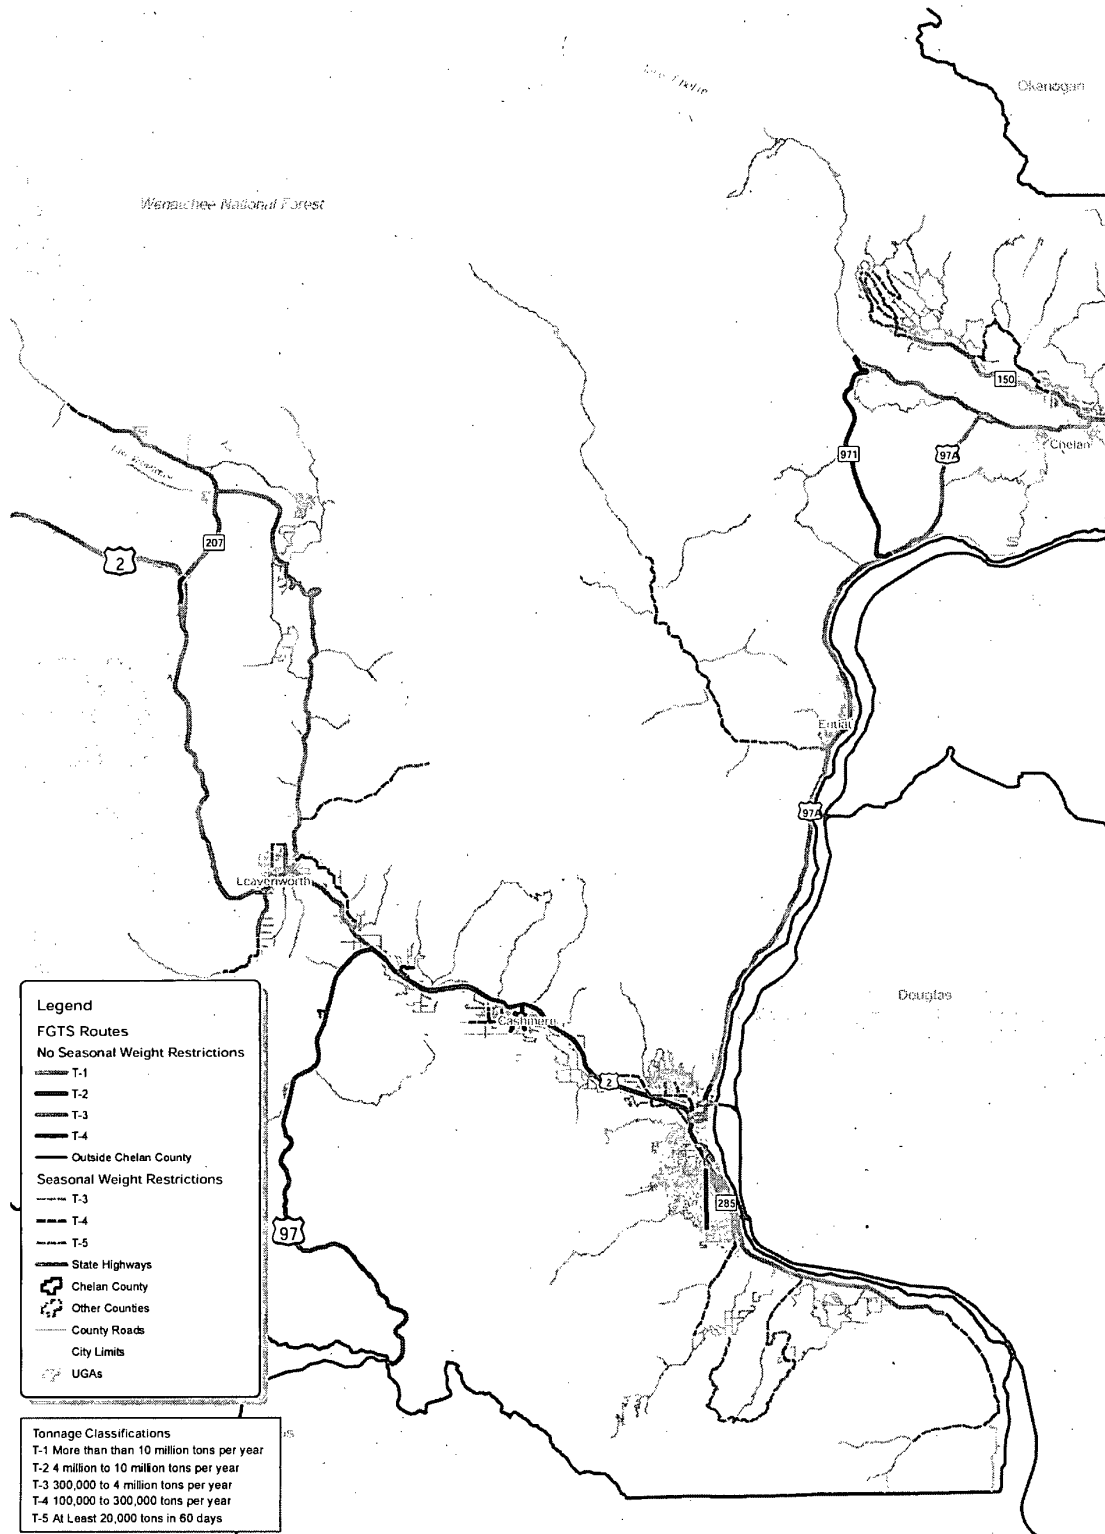 Okanogan
Wenatchee National Forest
150
Chelan
971
97A
207
2
Entiat
97A
Leavenworth
Douglas
Cashmere
2
285
97
Legend
FGTS Routes
No Seasonal Weight Restrictions
T-1
T-2
T-3
T-4
Outside Chelan County
Seasonal Weight Restrictions
T-3
T-4
T-5
State Highways
Chelan County
Other Counties
County Roads
City Limits
UGAs
Tonnage Classifications
T-1 More than than 10 million tons per year
T-2 4 million to 10 million tons per year
T-3 300,000 to 4 million tons per year
T-4 100,000 to 300,000 tons per year
T-5 At Least 20,000 tons in 60 days